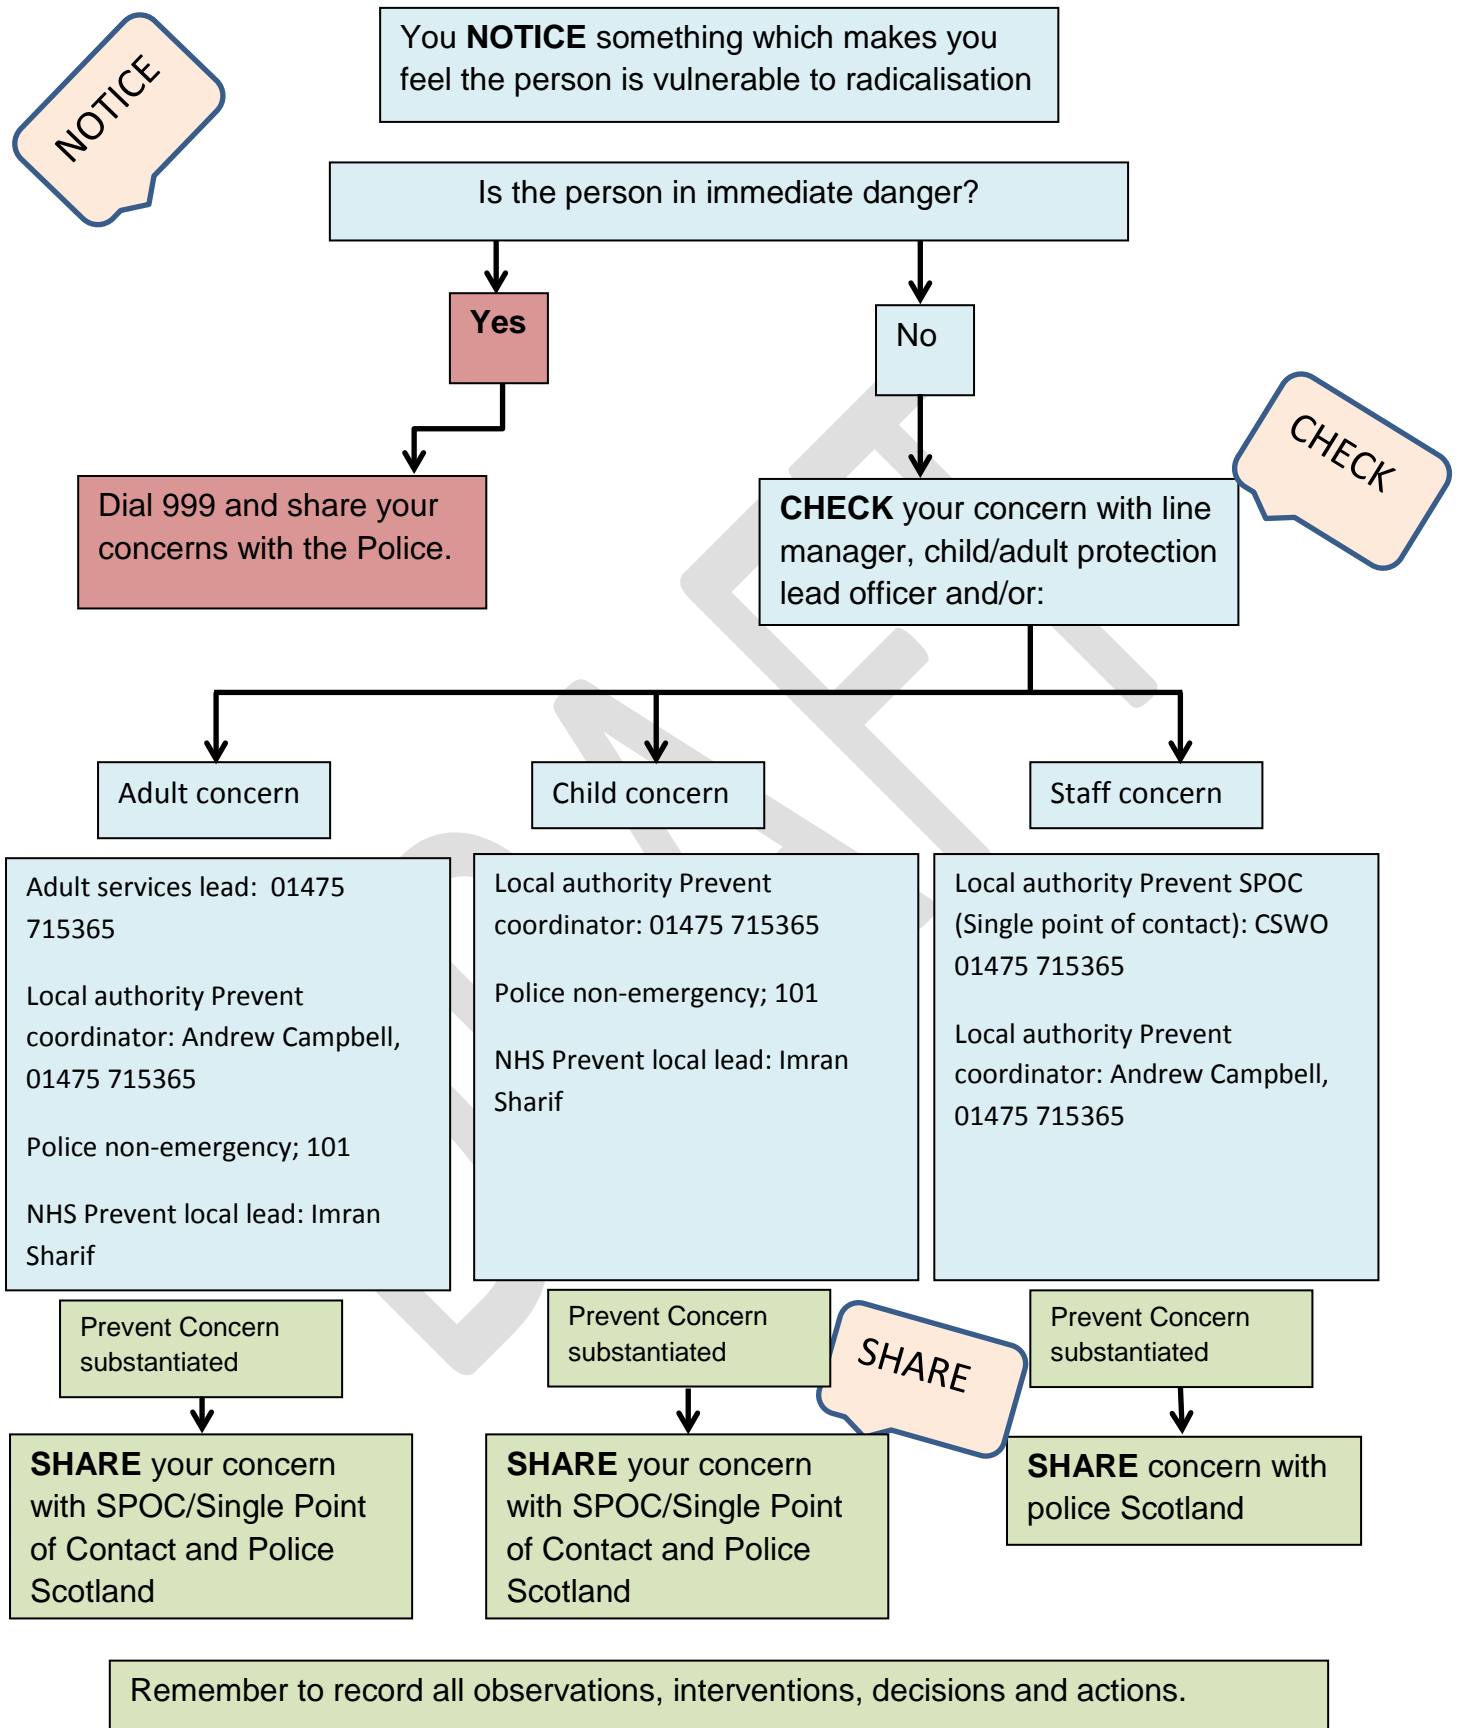 NOTICE
You NOTICE something which makes you
feel the person is vulnerable to radicalisation
Is the person in immediate danger?
Yes
No
CHECK
Dial 999 and share your
concerns with the Police.
CHECK your concern with line
manager, child/adult protection
lead officer and/or:
Adult concern
Child concern
Staff concern
Adult services lead:  01475
715365
Local authority Prevent
coordinator: Andrew Campbell,
01475 715365
Police non-emergency; 101
NHS Prevent local lead: Imran
Sharif
Local authority Prevent
coordinator: 01475 715365
Police non-emergency; 101
NHS Prevent local lead: Imran
Sharif
Local authority Prevent SPOC
(Single point of contact): CSWO
01475 715365
Local authority Prevent
coordinator: Andrew Campbell,
01475 715365
DRAFT
Prevent Concern
substantiated
Prevent Concern
substantiated
SHARE
Prevent Concern
substantiated
SHARE your concern
with SPOC/Single Point
of Contact and Police
Scotland
SHARE your concern
with SPOC/Single Point
of Contact and Police
Scotland
SHARE concern with
police Scotland
Remember to record all observations, interventions, decisions and actions.